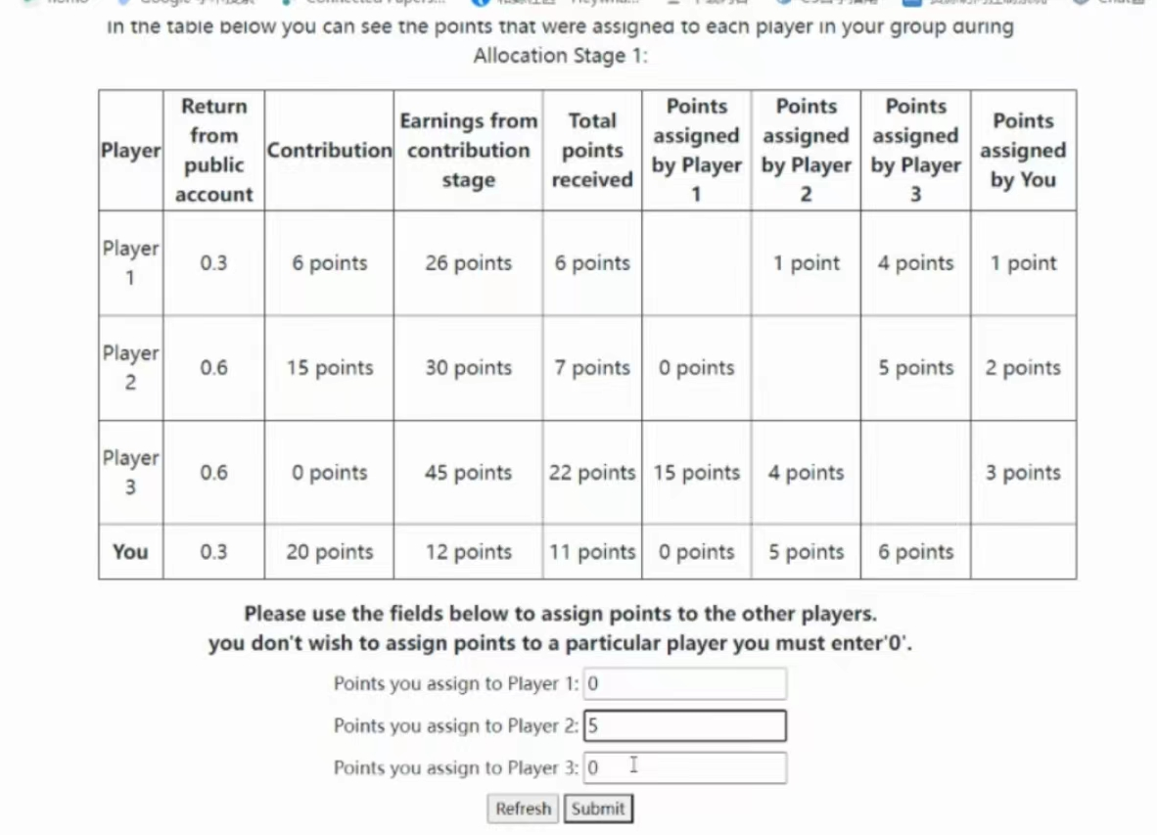 in the table below you can see the points that were assigned to each player in your group during
Allocation Stage 1:
Player | Return from public account | Contribution | Earnings from contribution stage | Total points received | Points assigned by Player 1 | Points assigned by Player 2 | Points assigned by Player 3 | Points assigned by You
Player 1 | 0.3 | 6 points | 26 points | 6 points | | 1 point | 4 points | 1 point
Player 2 | 0.6 | 15 points | 30 points | 7 points | 0 points | | 5 points | 2 points
Player 3 | 0.6 | 0 points | 45 points | 22 points | 15 points | 4 points | | 3 points
You | 0.3 | 20 points | 12 points | 11 points | 0 points | 5 points | 6 points |
Please use the fields below to assign points to the other players.
you don't wish to assign points to a particular player you must enter'0'.
Points you assign to Player 1: 0
Points you assign to Player 2: 5
Points you assign to Player 3: 0
Refresh Submit